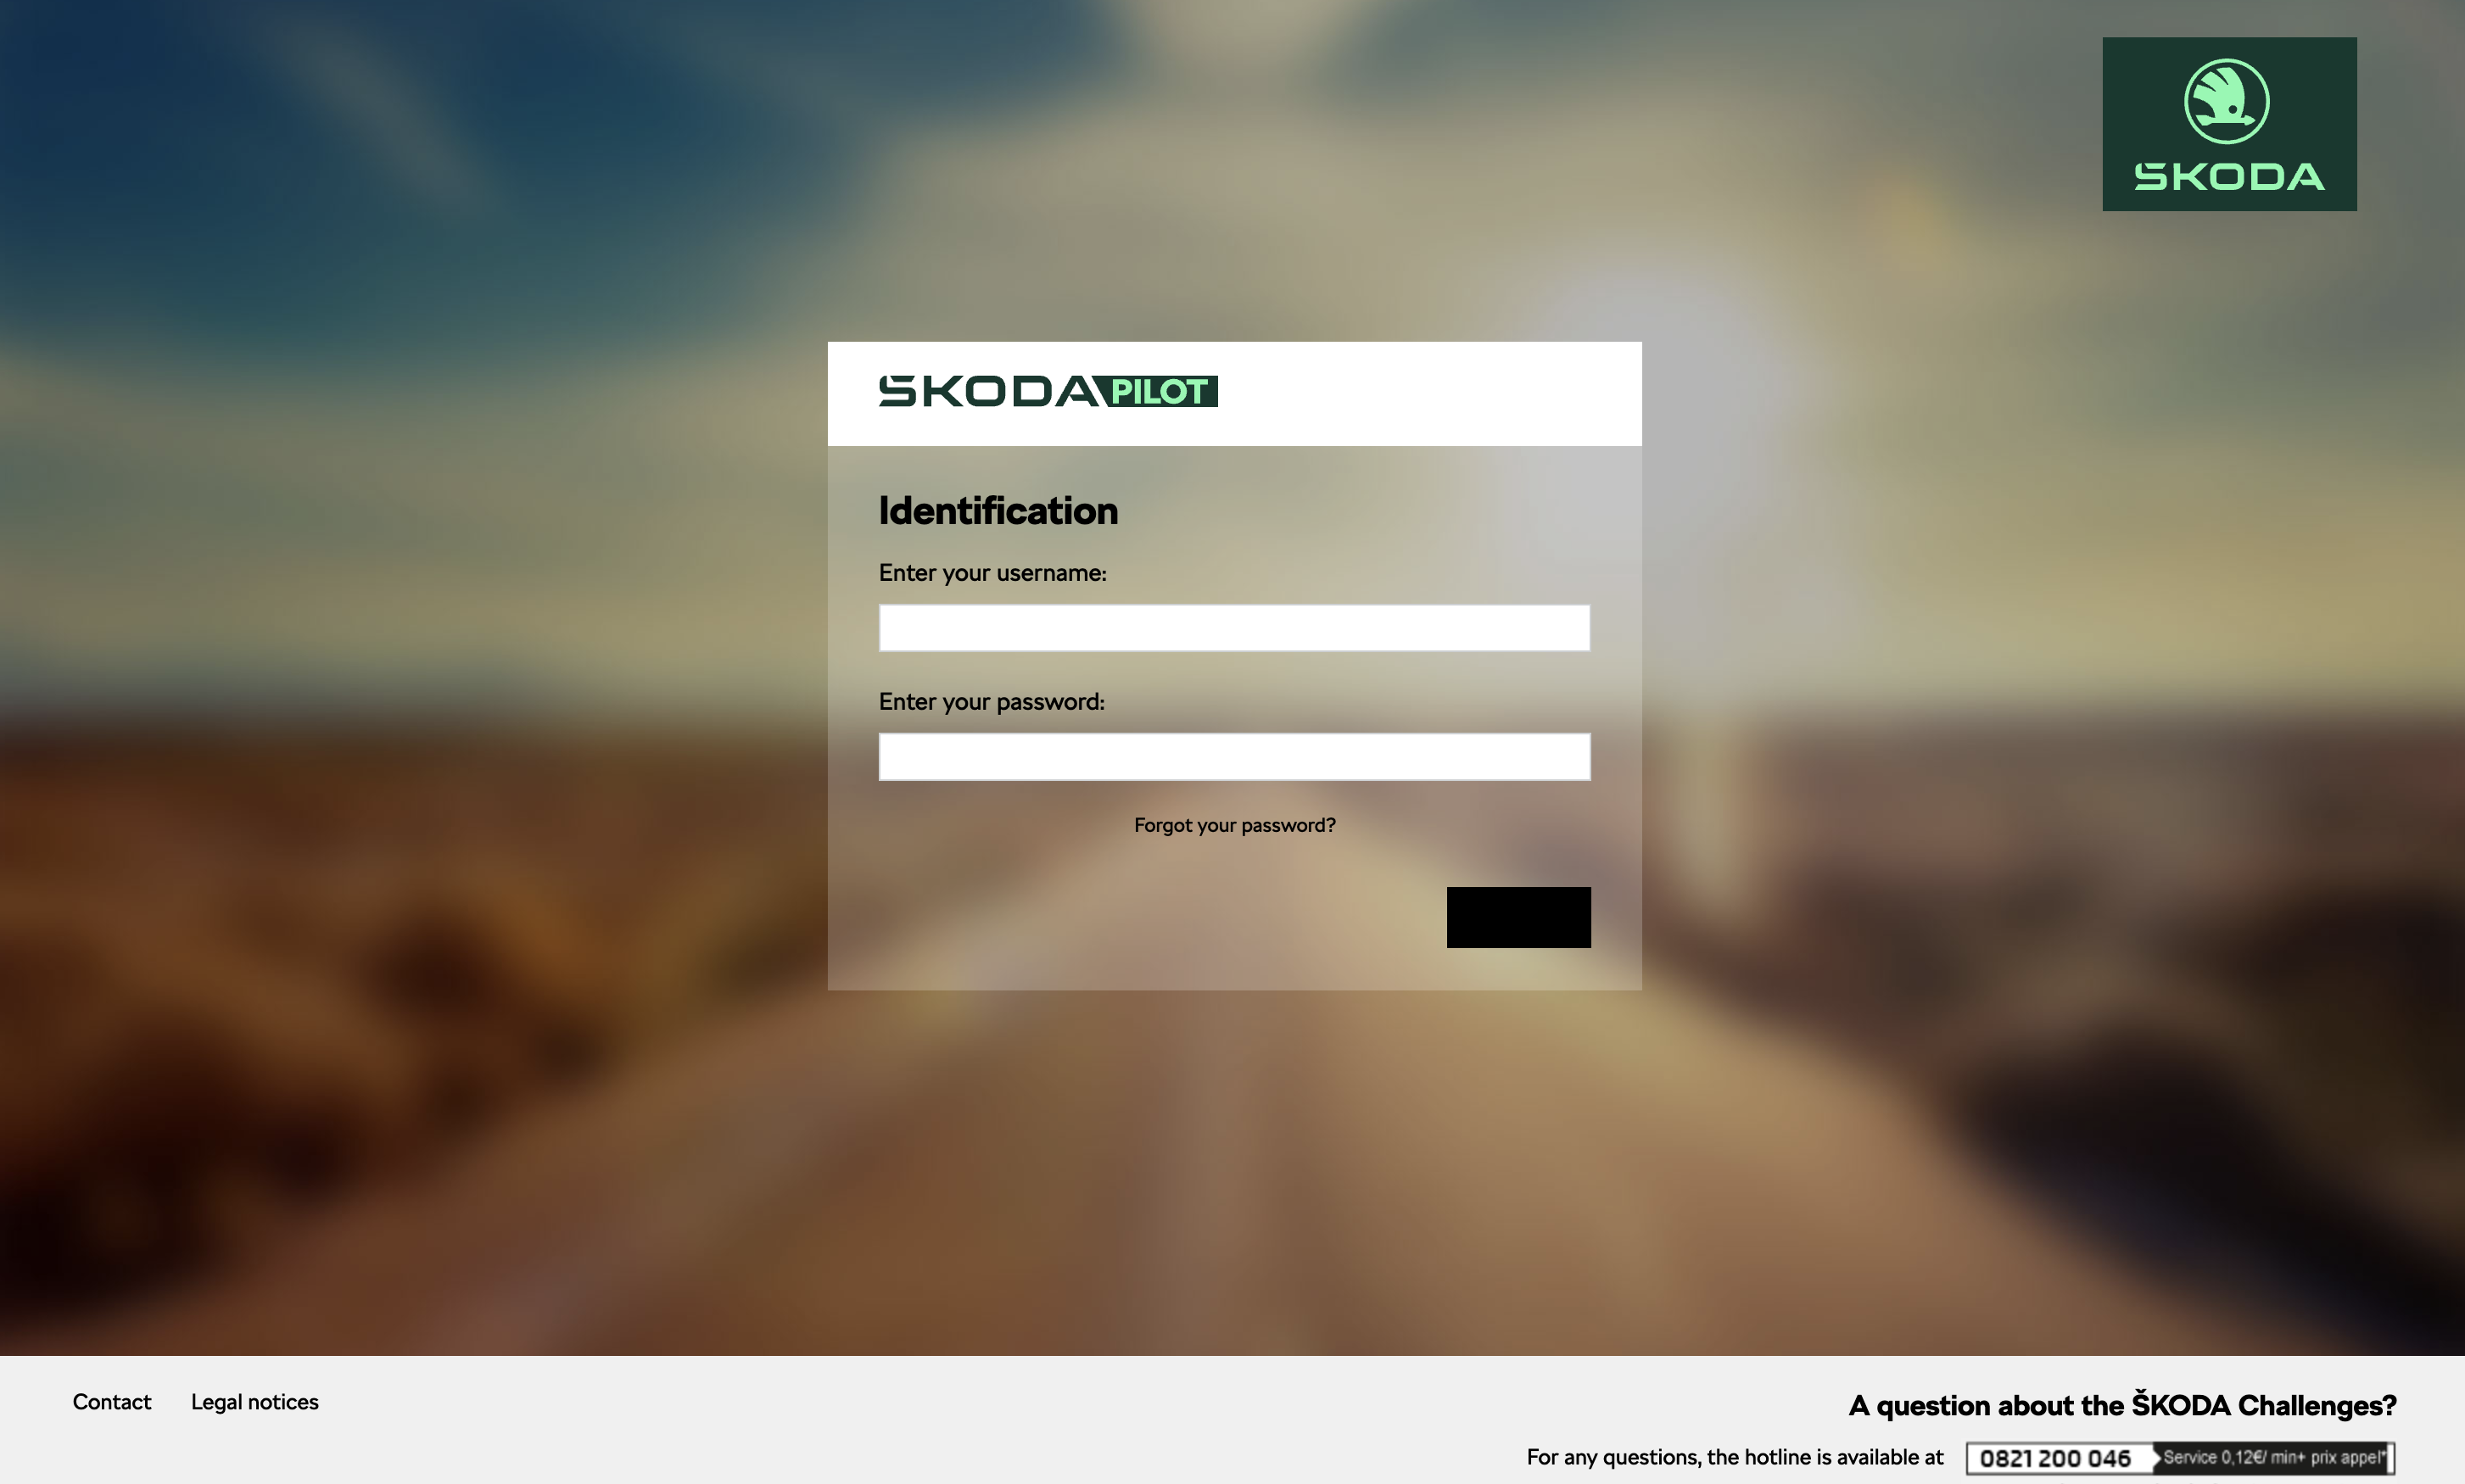 ŠKODA
ŠKODA PILOT
Identification
Enter your username:
Enter your password:
Forgot your password?
Contact
Legal notices
A question about the ŠKODA Challenges?
For any questions, the hotline is available at
0821 200 046 Service 0,12€/ min+ prix appel*